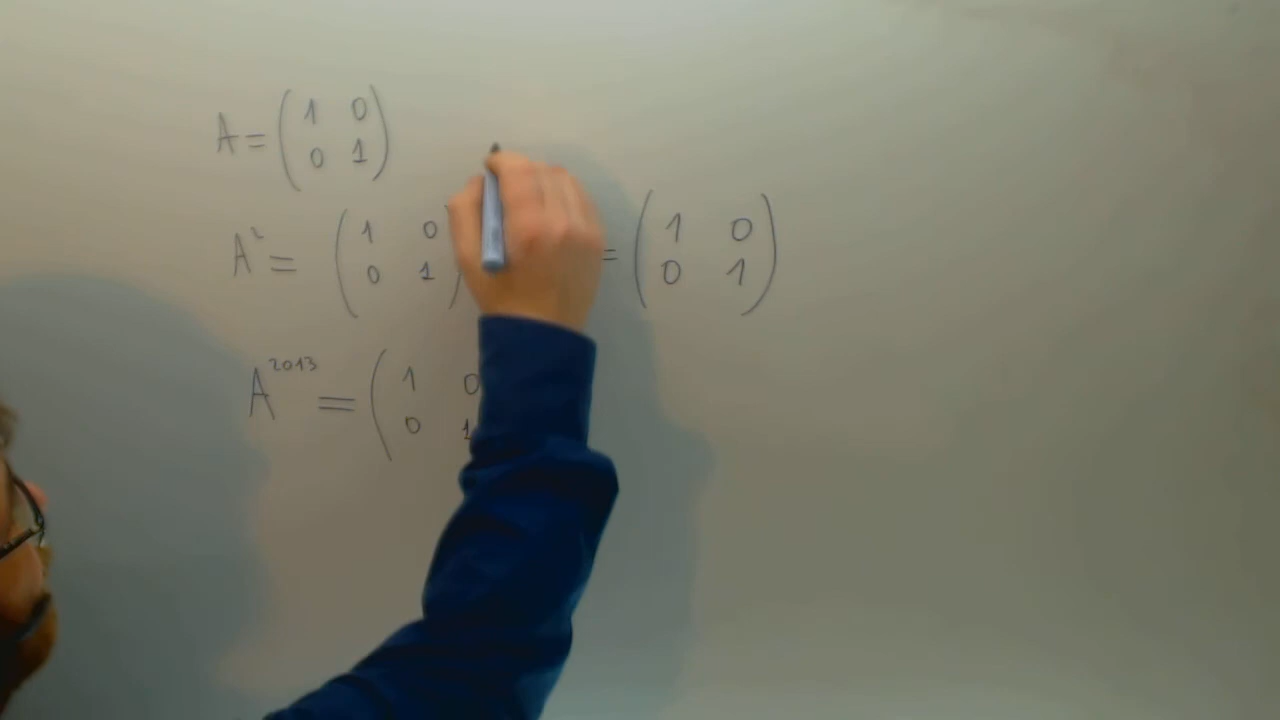 A = ( 1 0
0 1 )
A² = ( 1 0
0 1 ) = ( 1 0
0 1 )
A²⁰¹³ = ( 1 0
0 1